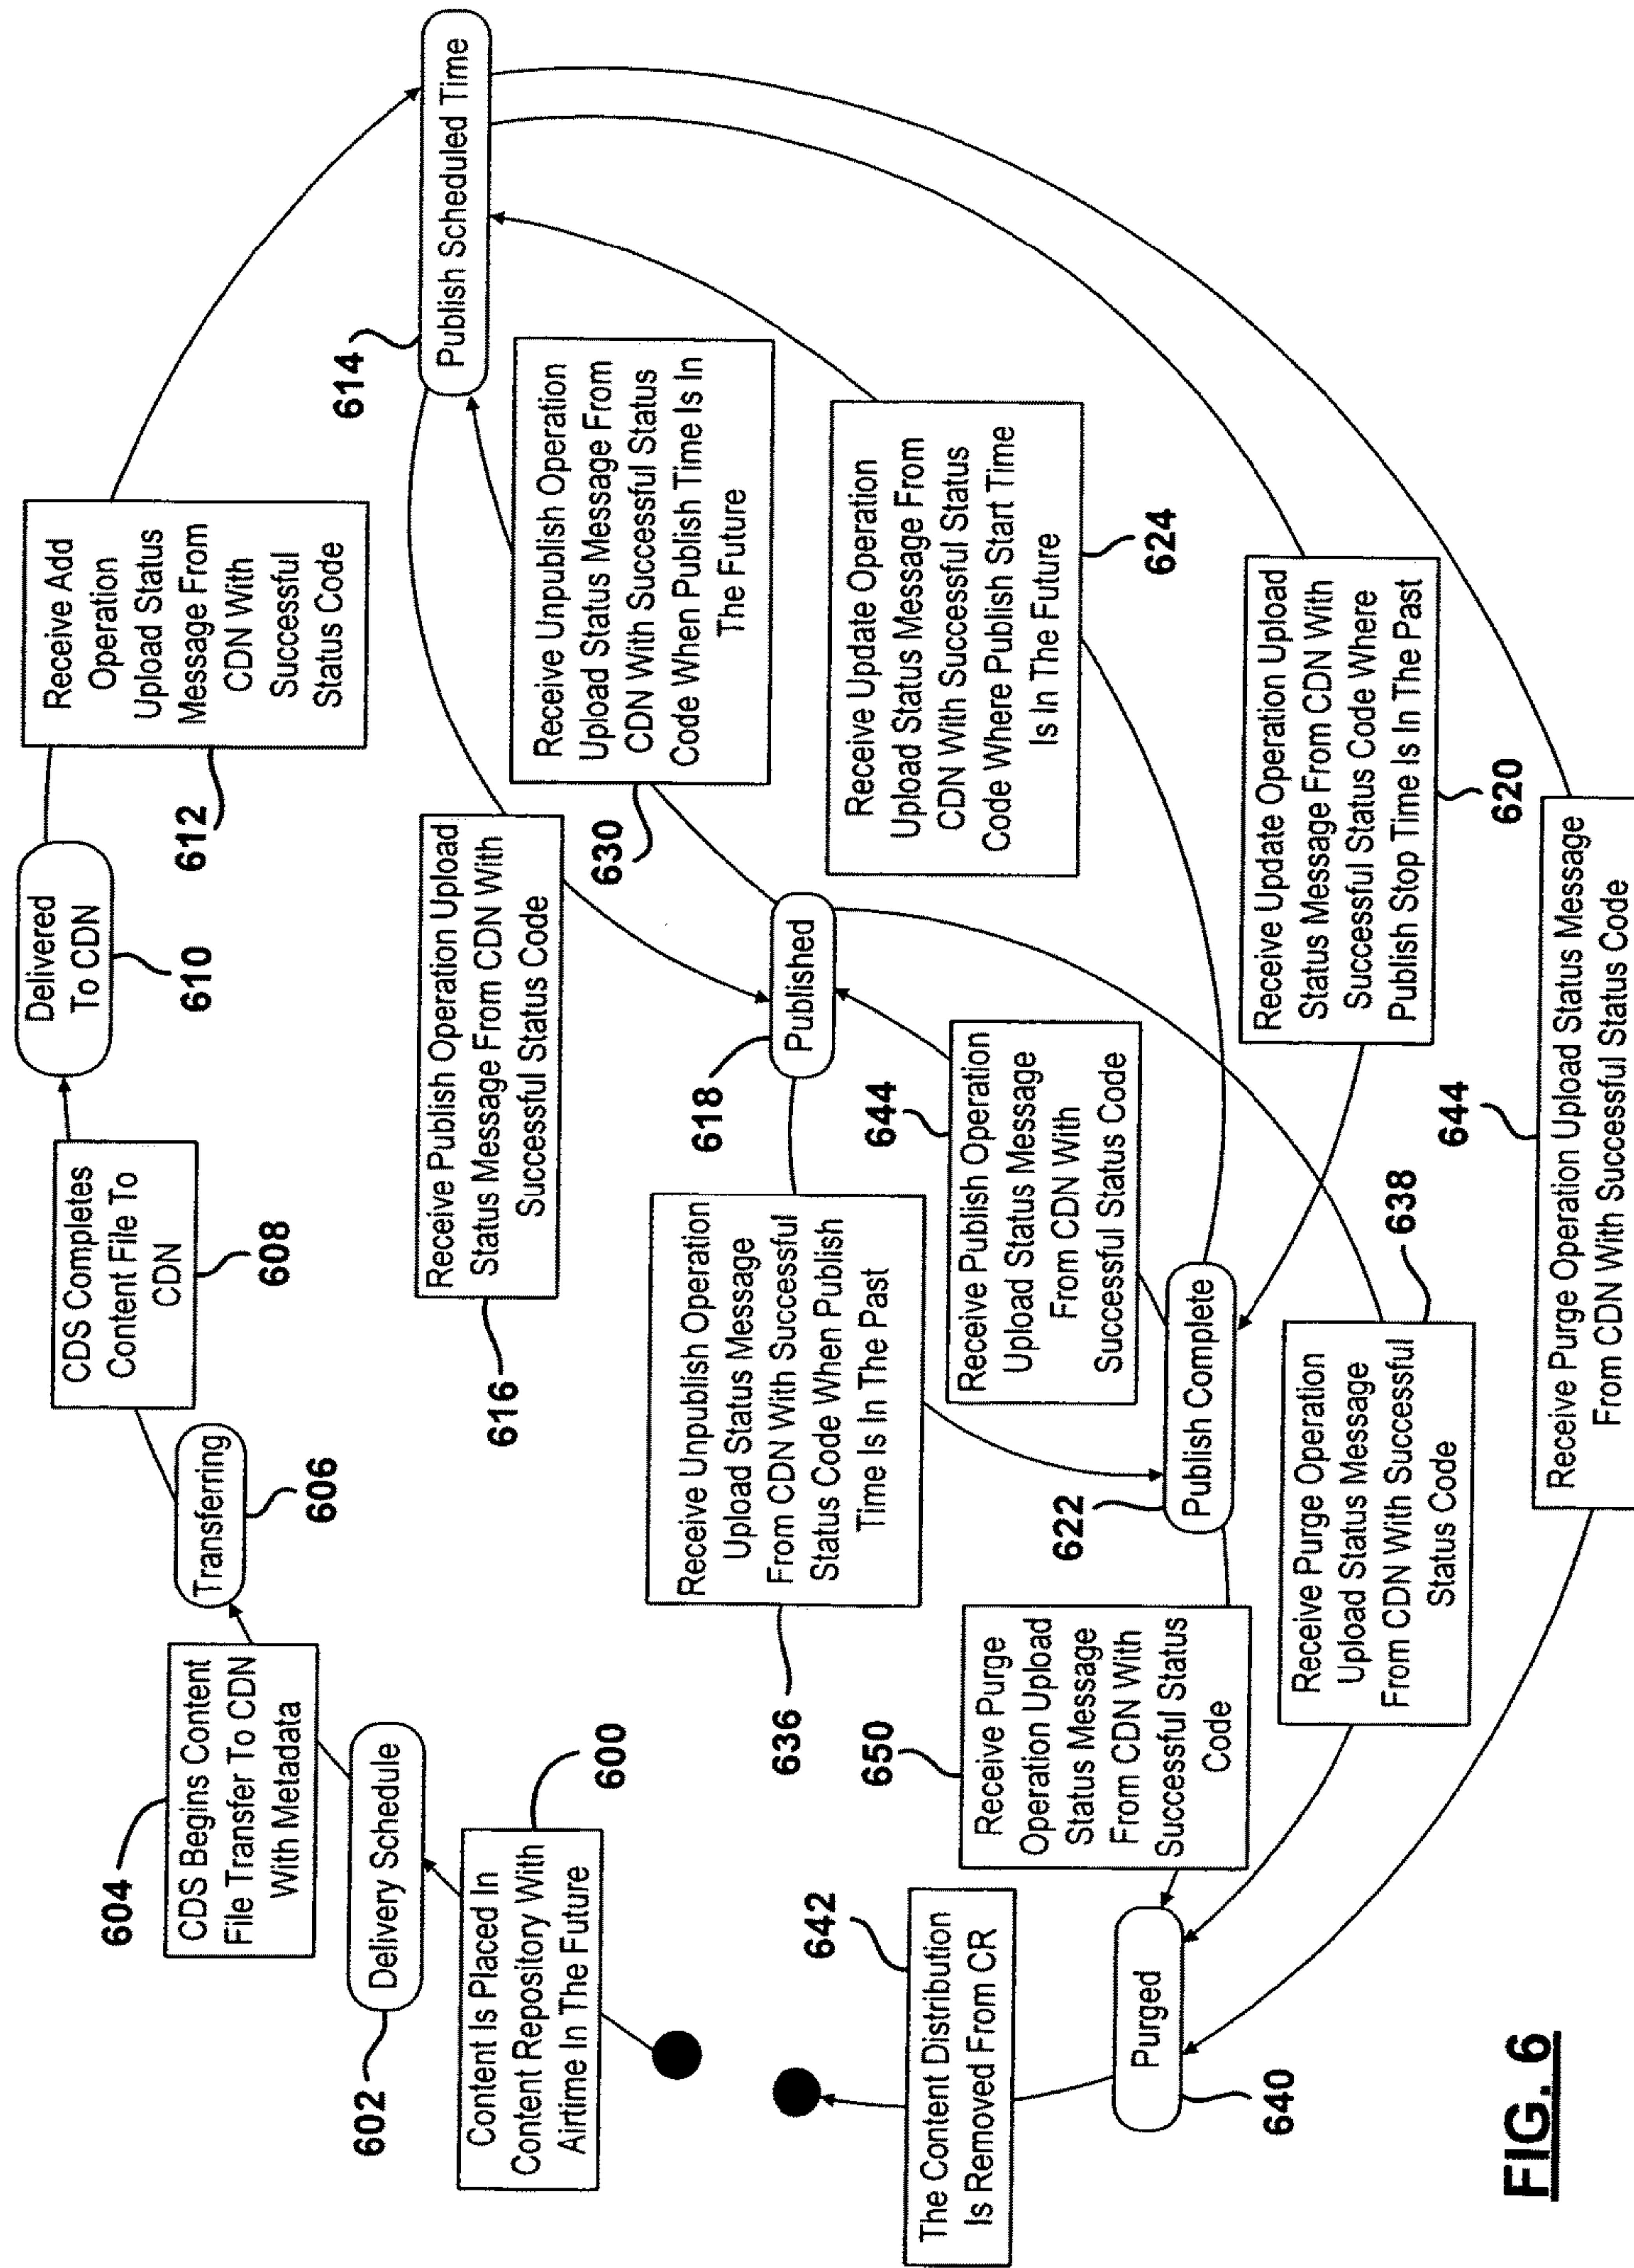 600
Content Is Placed In
Content Repository With
Airtime In The Future
602
Delivery Schedule
604
CDS Begins Content
File Transfer To CDN
With Metadata
Transferring
606
CDS Completes
Content File To
CDN
608
Delivered
To CDN
610
Receive Add
Operation
Upload Status
Message From
CDN With
Successful
Status Code
612
614
Publish Scheduled Time
Receive Publish Operation Upload
Status Message From CDN With
Successful Status Code
616
Receive Unpublish Operation
Upload Status Message From
CDN With Successful Status
Code When Publish Time Is In
The Future
630
618
Published
Receive Update Operation
Upload Status Message From
CDN With Successful Status
Code Where Publish Start Time
Is In The Future
624
Receive Unpublish Operation
Upload Status Message
From CDN With Successful
Status Code When Publish
Time Is In The Past
636
644
Receive Publish Operation
Upload Status Message
From CDN With
Successful Status Code
Receive Update Operation Upload
Status Message From CDN With
Successful Status Code Where
Publish Stop Time Is In The Past
620
622
Publish Complete
650
Receive Purge
Operation Upload
Status Message
From CDN With
Successful Status
Code
Receive Purge Operation
Upload Status Message
From CDN With Successful
Status Code
638
644
Receive Purge Operation Upload Status Message
From CDN With Successful Status Code
642
The Content Distribution
Is Removed From CR
Purged
640
FIG. 6